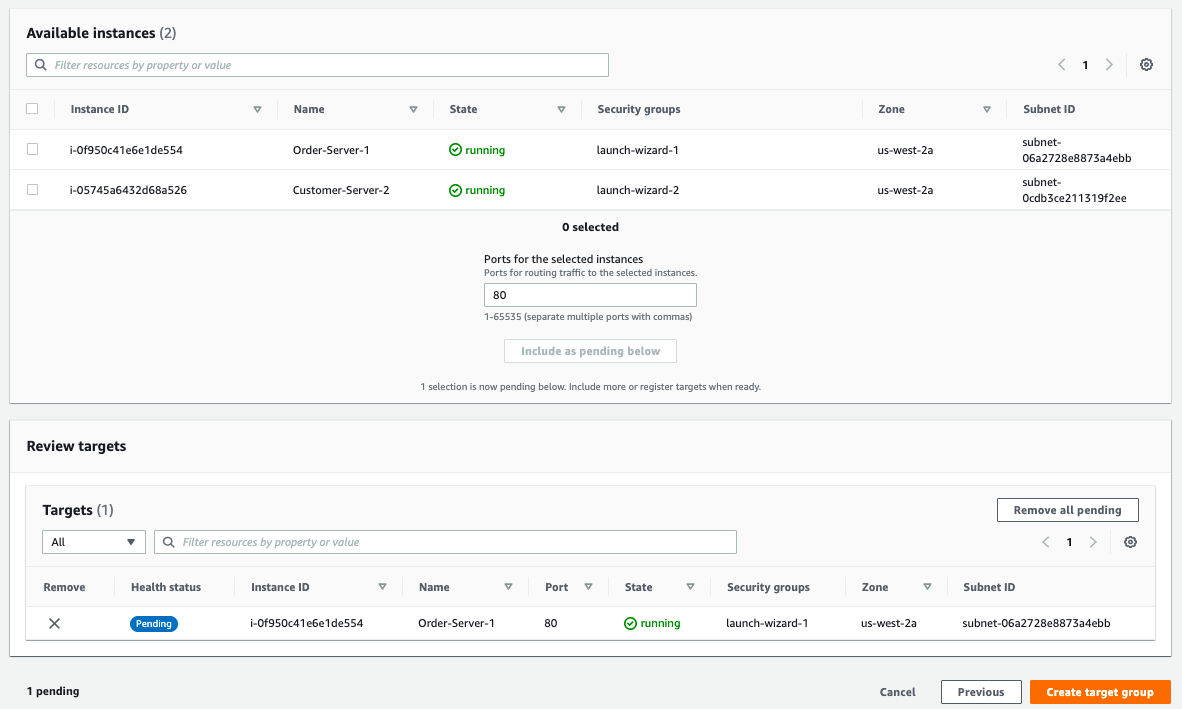 Available instances (2)
Filter resources by property or value
1
Instance ID Name State Security groups Zone Subnet ID
i-0f950c41e6e1de554 Order-Server-1 running launch-wizard-1 us-west-2a subnet-
06a2728e8873a4ebb
i-05745a6432d68a526 Customer-Server-2 running launch-wizard-2 us-west-2a subnet-
0cdb3ce211319f2ee
0 selected
Ports for the selected instances
Ports for routing traffic to the selected instances.
80
1-65535 (separate multiple ports with commas)
Include as pending below
1 selection is now pending below. Include more or register targets when ready.
Review targets
Targets (1)
Remove all pending
All Filter resources by property or value 1
Remove Health status Instance ID Name Port State Security groups Zone Subnet ID
Pending i-0f950c41e6e1de554 Order-Server-1 80 running launch-wizard-1 us-west-2a subnet-06a2728e8873a4ebb
1 pending Cancel Previous Create target group